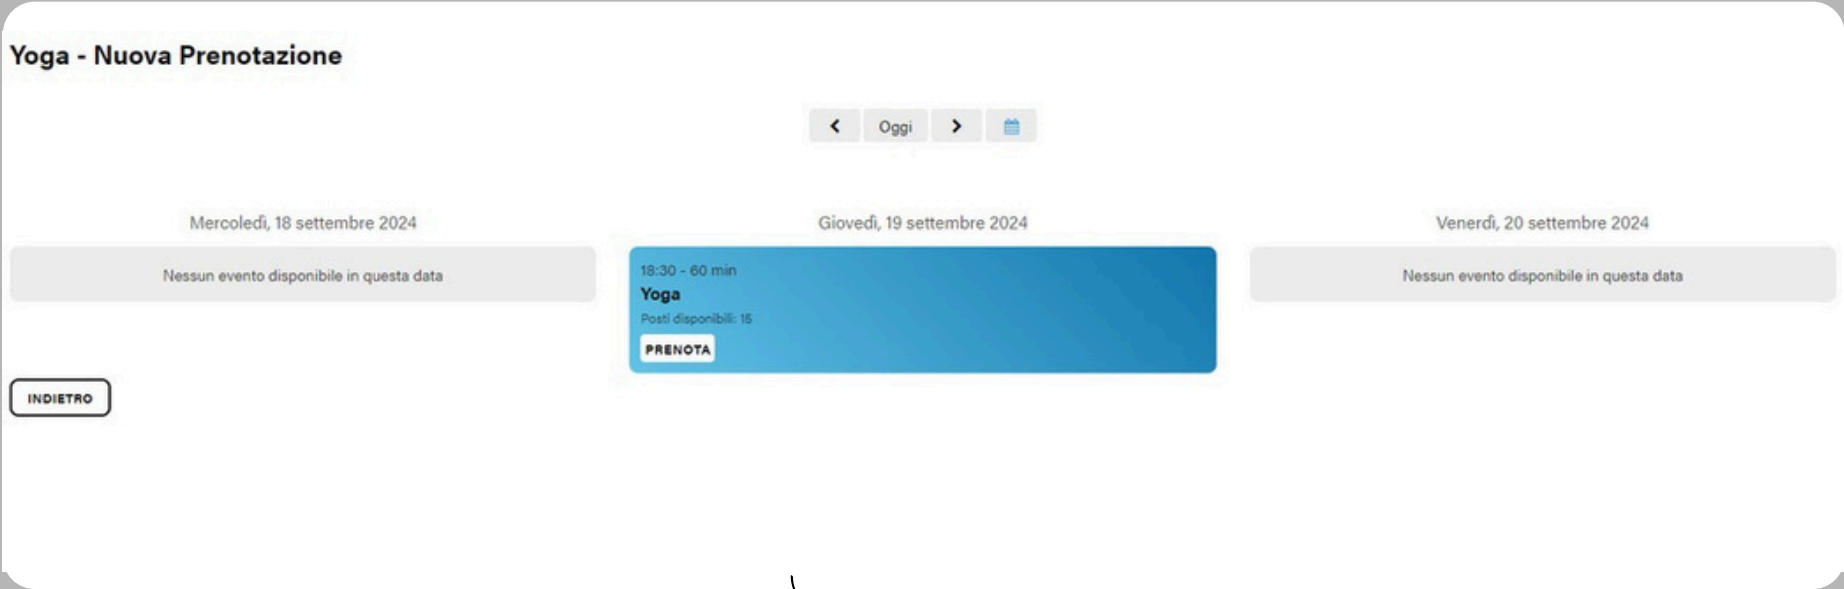 Yoga - Nuova Prenotazione
Oggi
Mercoledì, 18 settembre 2024
Nessun evento disponibile in questa data
Giovedì, 19 settembre 2024
18:30 - 60 min
Yoga
Posti disponibili: 15
PRENOTA
Venerdì, 20 settembre 2024
Nessun evento disponibile in questa data
INDIETRO